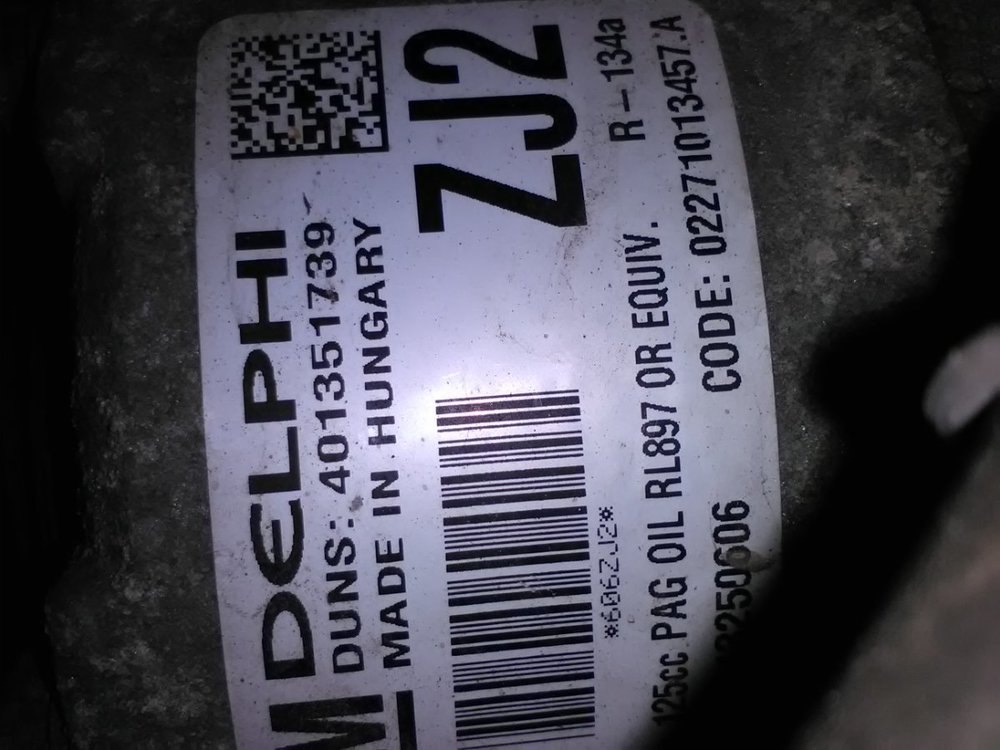 DELPHI
DUNS: 401351739
MADE IN HUNGARY
M
ZJ2
*606ZJ2*
R-134a
125cc PAG OIL RL897 OR EQUIV.
CODE: 02271013457.A